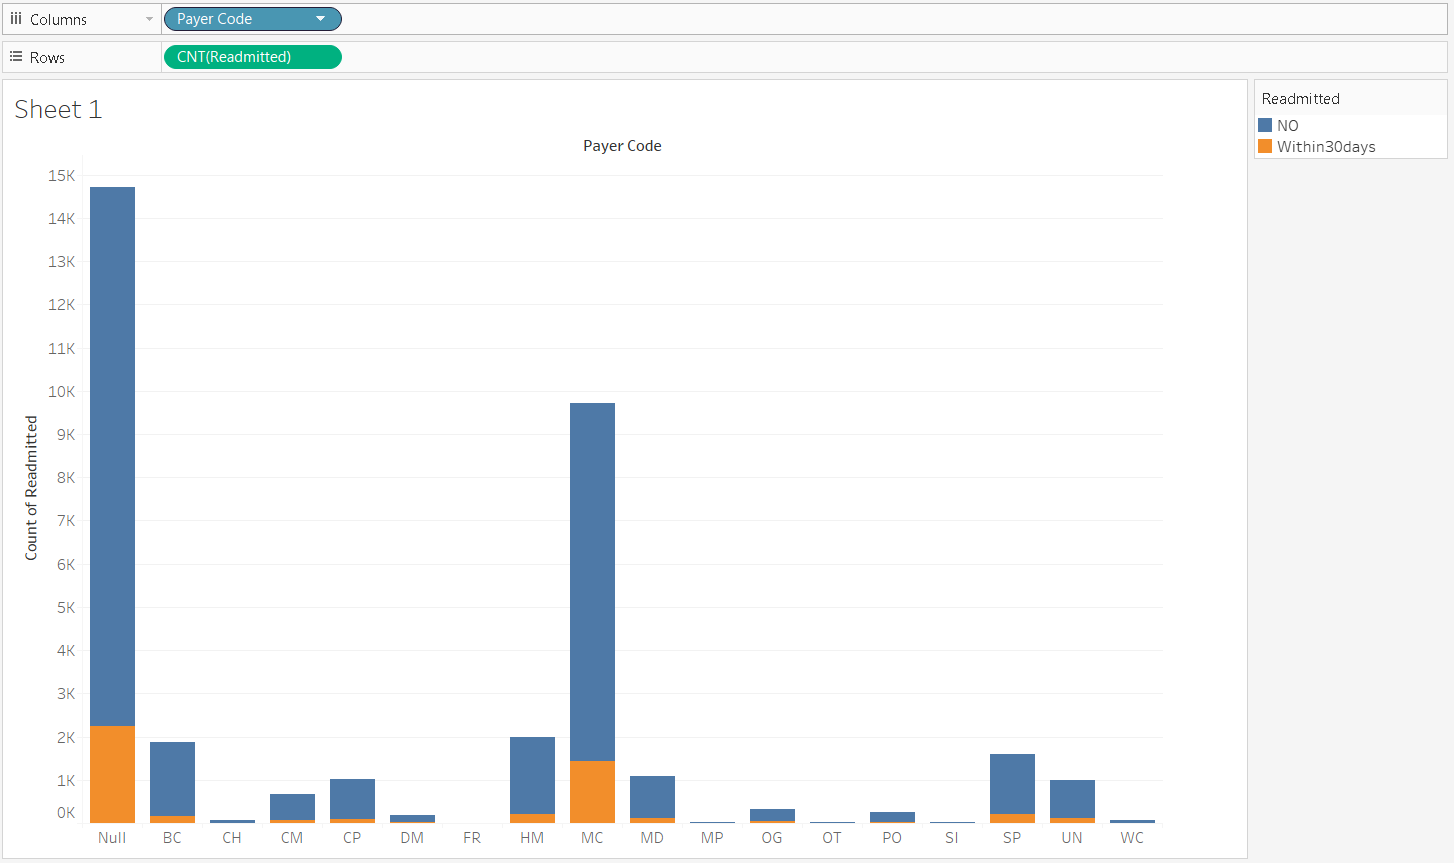 Columns Payer Code
Rows CNT(Readmitted)
Sheet 1
Payer Code
15K
14K
13K
12K
11K
10K
9K
8K
7K
6K
5K
4K
3K
2K
1K
0K
Count of Readmitted
Null BC CH CM CP DM FR HM MC MD MP OG OT PO SI SP UN WC
Readmitted
NO
Within30days